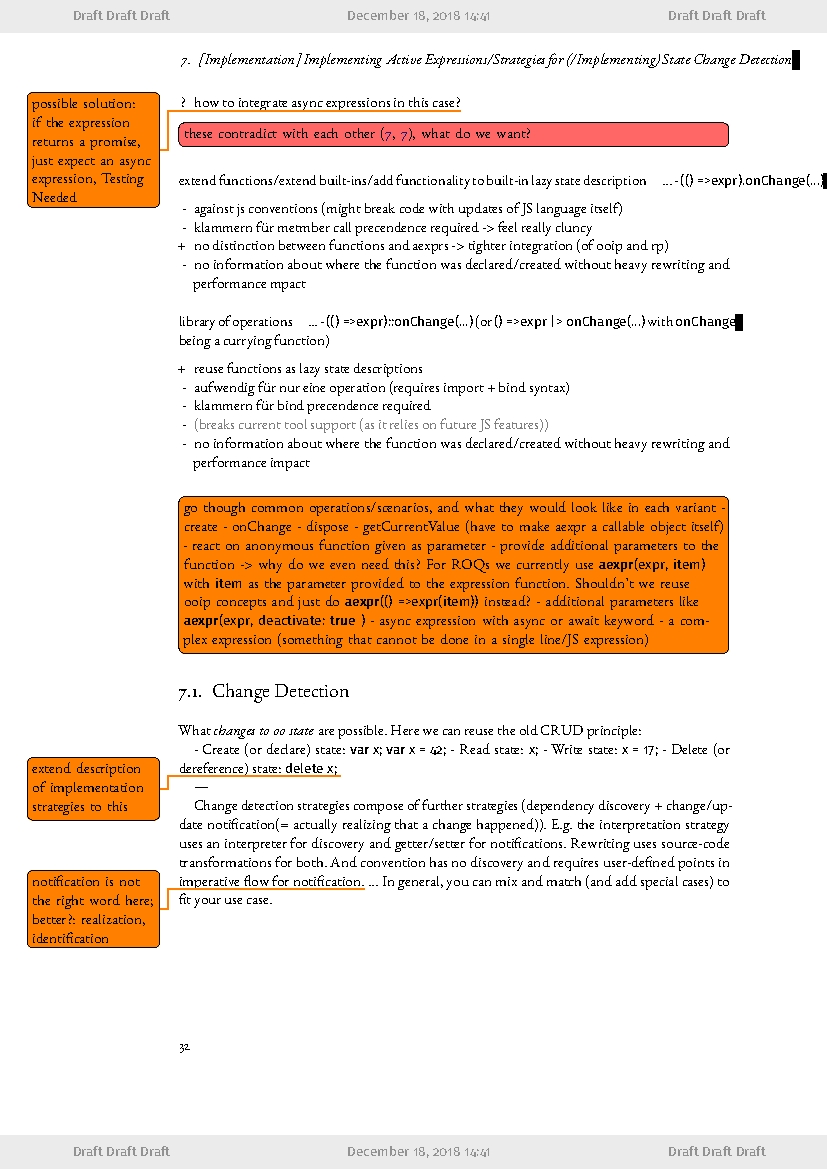 Draft Draft Draft December 18, 2018 14:41 Draft Draft Draft
7. [Implementation] Implementing Active Expressions/Strategies for (/Implementing) State Change Detection
possible solution:
if the expression
returns a promise,
just expect an async
expression, Testing
Needed
? how to integrate async expressions in this case?
these contradict with each other (7, 7), what do we want?
extend functions/extend built-ins/add functionality to built-in lazy state description ... -(() =>expr).onChange(...)
- against js conventions (might break code with updates of JS language itself)
- klammern für metmber call precendence required -> feel really cluncy
+ no distinction between functions and aexprs -> tighter integration (of ooip and rp)
- no information about where the function was declared/created without heavy rewriting and
performance mpact
library of operations ... -(() =>expr)::onChange(...) (or () =>expr |> onChange(...) with onChange
being a currying function)
+ reuse functions as lazy state descriptions
- aufwendig für nur eine operation (requires import + bind syntax)
- klammern für bind precendence required
- (breaks current tool support (as it relies on future JS features))
- no information about where the function was declared/created without heavy rewriting and
performance impact
go though common operations/scenarios, and what they would look like in each variant -
create - onChange - dispose - getCurrentValue (have to make aexpr a callable object itself)
- react on anonymous function given as parameter - provide additional parameters to the
function -> why do we even need this? For ROQs we currently use aexpr(expr, item)
with item as the parameter provided to the expression function. Shouldn't we reuse
ooip concepts and just do aexpr(() =>expr(item)) instead? - additional parameters like
aexpr(expr, deactivate: true ) - async expression with async or await keyword - a com-
plex expression (something that cannot be done in a single line/JS expression)
7.1. Change Detection
What changes to oo state are possible. Here we can reuse the old CRUD principle:
- Create (or declare) state: var x; var x = 42; - Read state: x; - Write state: x = 17; - Delete (or
dereference) state: delete x;
extend description
of implementation
strategies to this
—
Change detection strategies compose of further strategies (dependency discovery + change/up-
date notification(= actually realizing that a change happened)). E.g. the interpretation strategy
uses an interpreter for discovery and getter/setter for notifications. Rewriting uses source-code
transformations for both. And convention has no discovery and requires user-defined points in
imperative flow for notification. ... In general, you can mix and match (and add special cases) to
fit your use case.
notification is not
the right word here;
better?: realization,
identification
32
Draft Draft Draft December 18, 2018 14:41 Draft Draft Draft